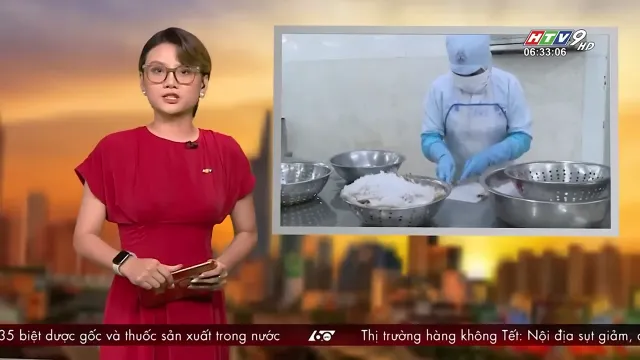 HTV9 HD
06:33:06
35 biệt dược gốc và thuốc sản xuất trong nước
60
Thị trường hàng không Tết: Nội địa sụt giảm,